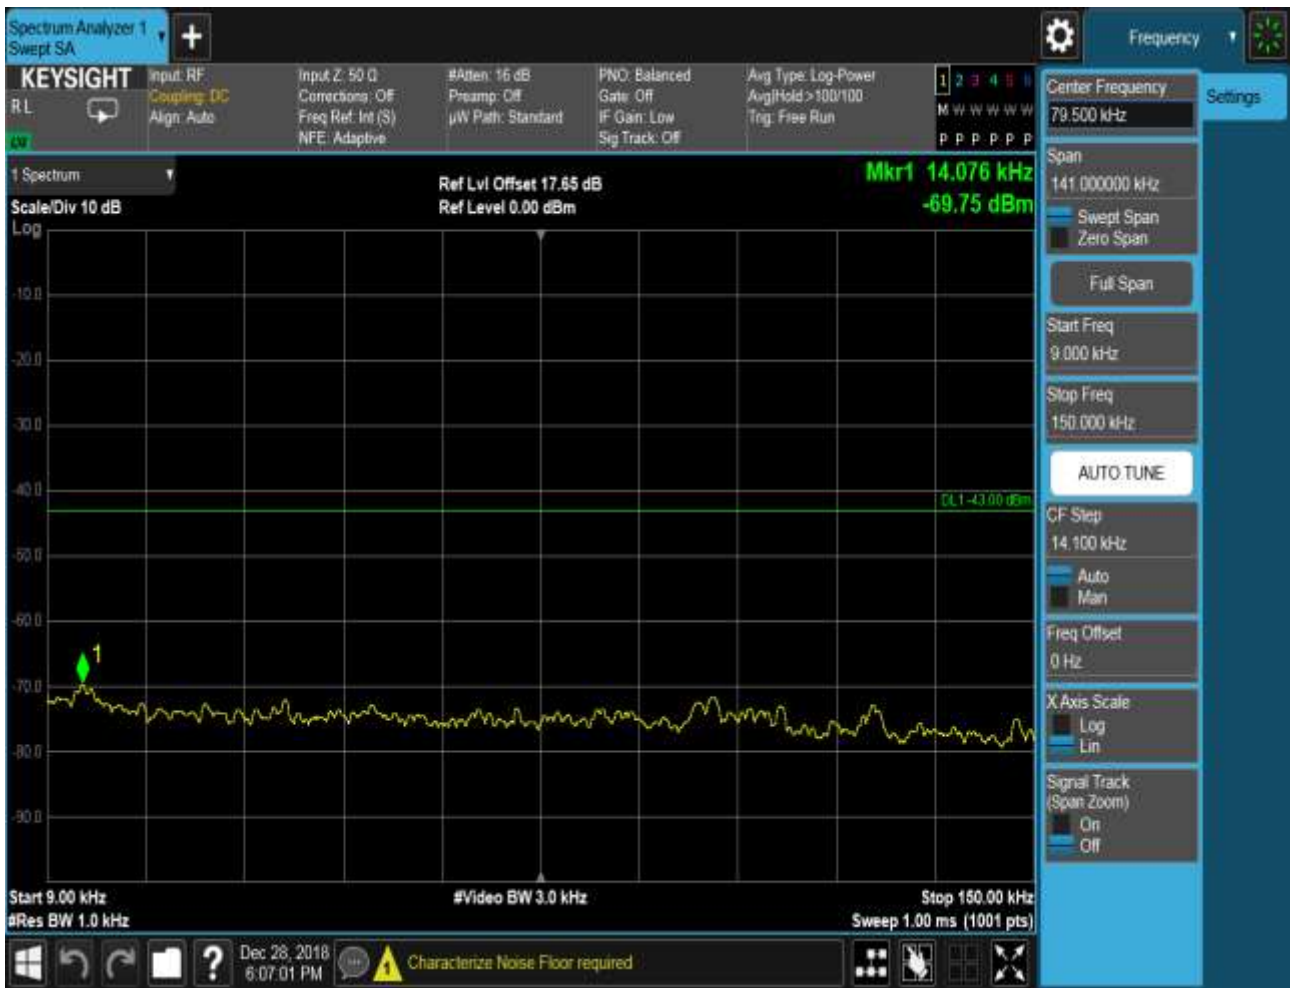 Spectrum Analyzer 1
Swept SA
Frequency
KEYSIGHT
R L
Input: RF
Coupling: DC
Align: Auto
Input Z: 50 Ω
Corrections: Off
Freq Ref: Int (S)
NFE: Adaptive
#Atten: 16 dB
Preamp: Off
µW Path: Standard
PNO: Balanced
Gate: Off
IF Gain: Low
Sig Track: Off
Avg Type: Log-Power
Avg|Hold:>100/100
Trig: Free Run
1 2 3 4 5 6
M W W W W W
P P P P P P
1 Spectrum
Scale/Div 10 dB
Log
Ref Lvl Offset 17.65 dB
Ref Level 0.00 dBm
Mkr1 14.076 kHz
-69.75 dBm
-10.0
-20.0
-30.0
-40.0
DL1 -43.00 dBm
-50.0
-60.0
1
-70.0
-80.0
-90.0
Start 9.00 kHz
#Res BW 1.0 kHz
#Video BW 3.0 kHz
Stop 150.00 kHz
Sweep 1.00 ms (1001 pts)
Center Frequency
79.500 kHz
Settings
Span
141.000000 kHz
Swept Span
Zero Span
Full Span
Start Freq
9.000 kHz
Stop Freq
150.000 kHz
AUTO TUNE
CF Step
14.100 kHz
Auto
Man
Freq Offset
0 Hz
X Axis Scale
Log
Lin
Signal Track
(Span Zoom)
On
Off
?
Dec 28, 2018
6:07:01 PM
1
Characterize Noise Floor required